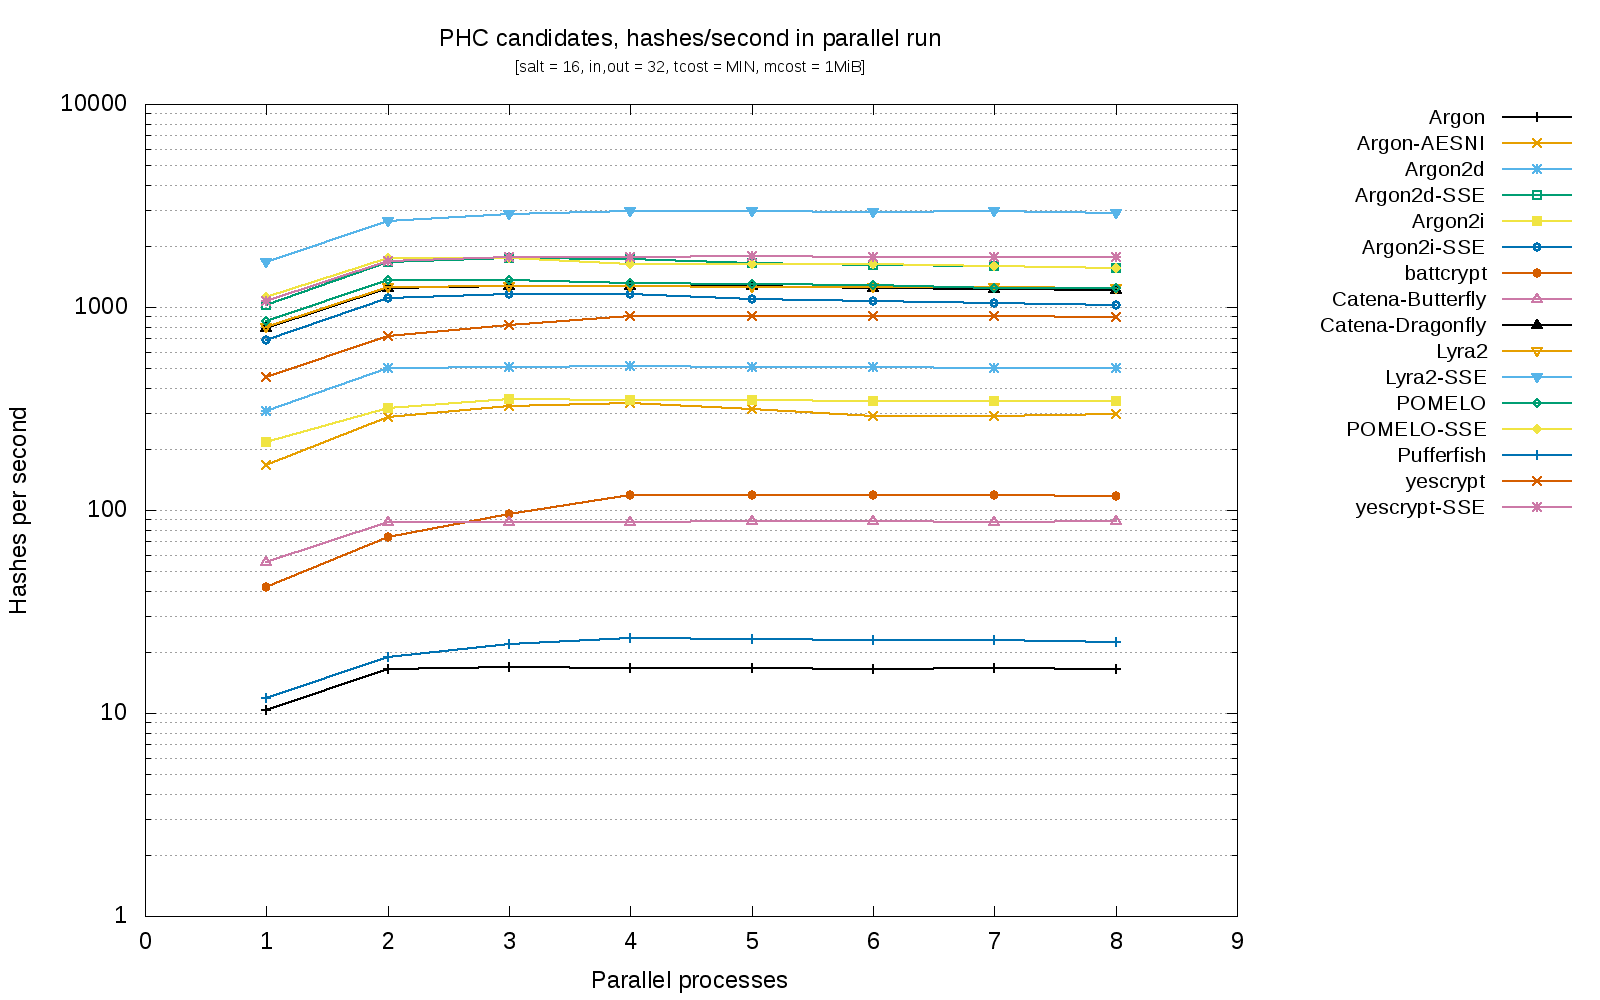 PHC candidates, hashes/second in parallel run
[salt = 16, in,out = 32, tcost = MIN, mcost = 1MiB]
10000
1000
100
10
1
Hashes per second
0 1 2 3 4 5 6 7 8 9
Parallel processes
Argon
Argon-AESNI
Argon2d
Argon2d-SSE
Argon2i
Argon2i-SSE
battcrypt
Catena-Butterfly
Catena-Dragonfly
Lyra2
Lyra2-SSE
POMELO
POMELO-SSE
Pufferfish
yescrypt
yescrypt-SSE